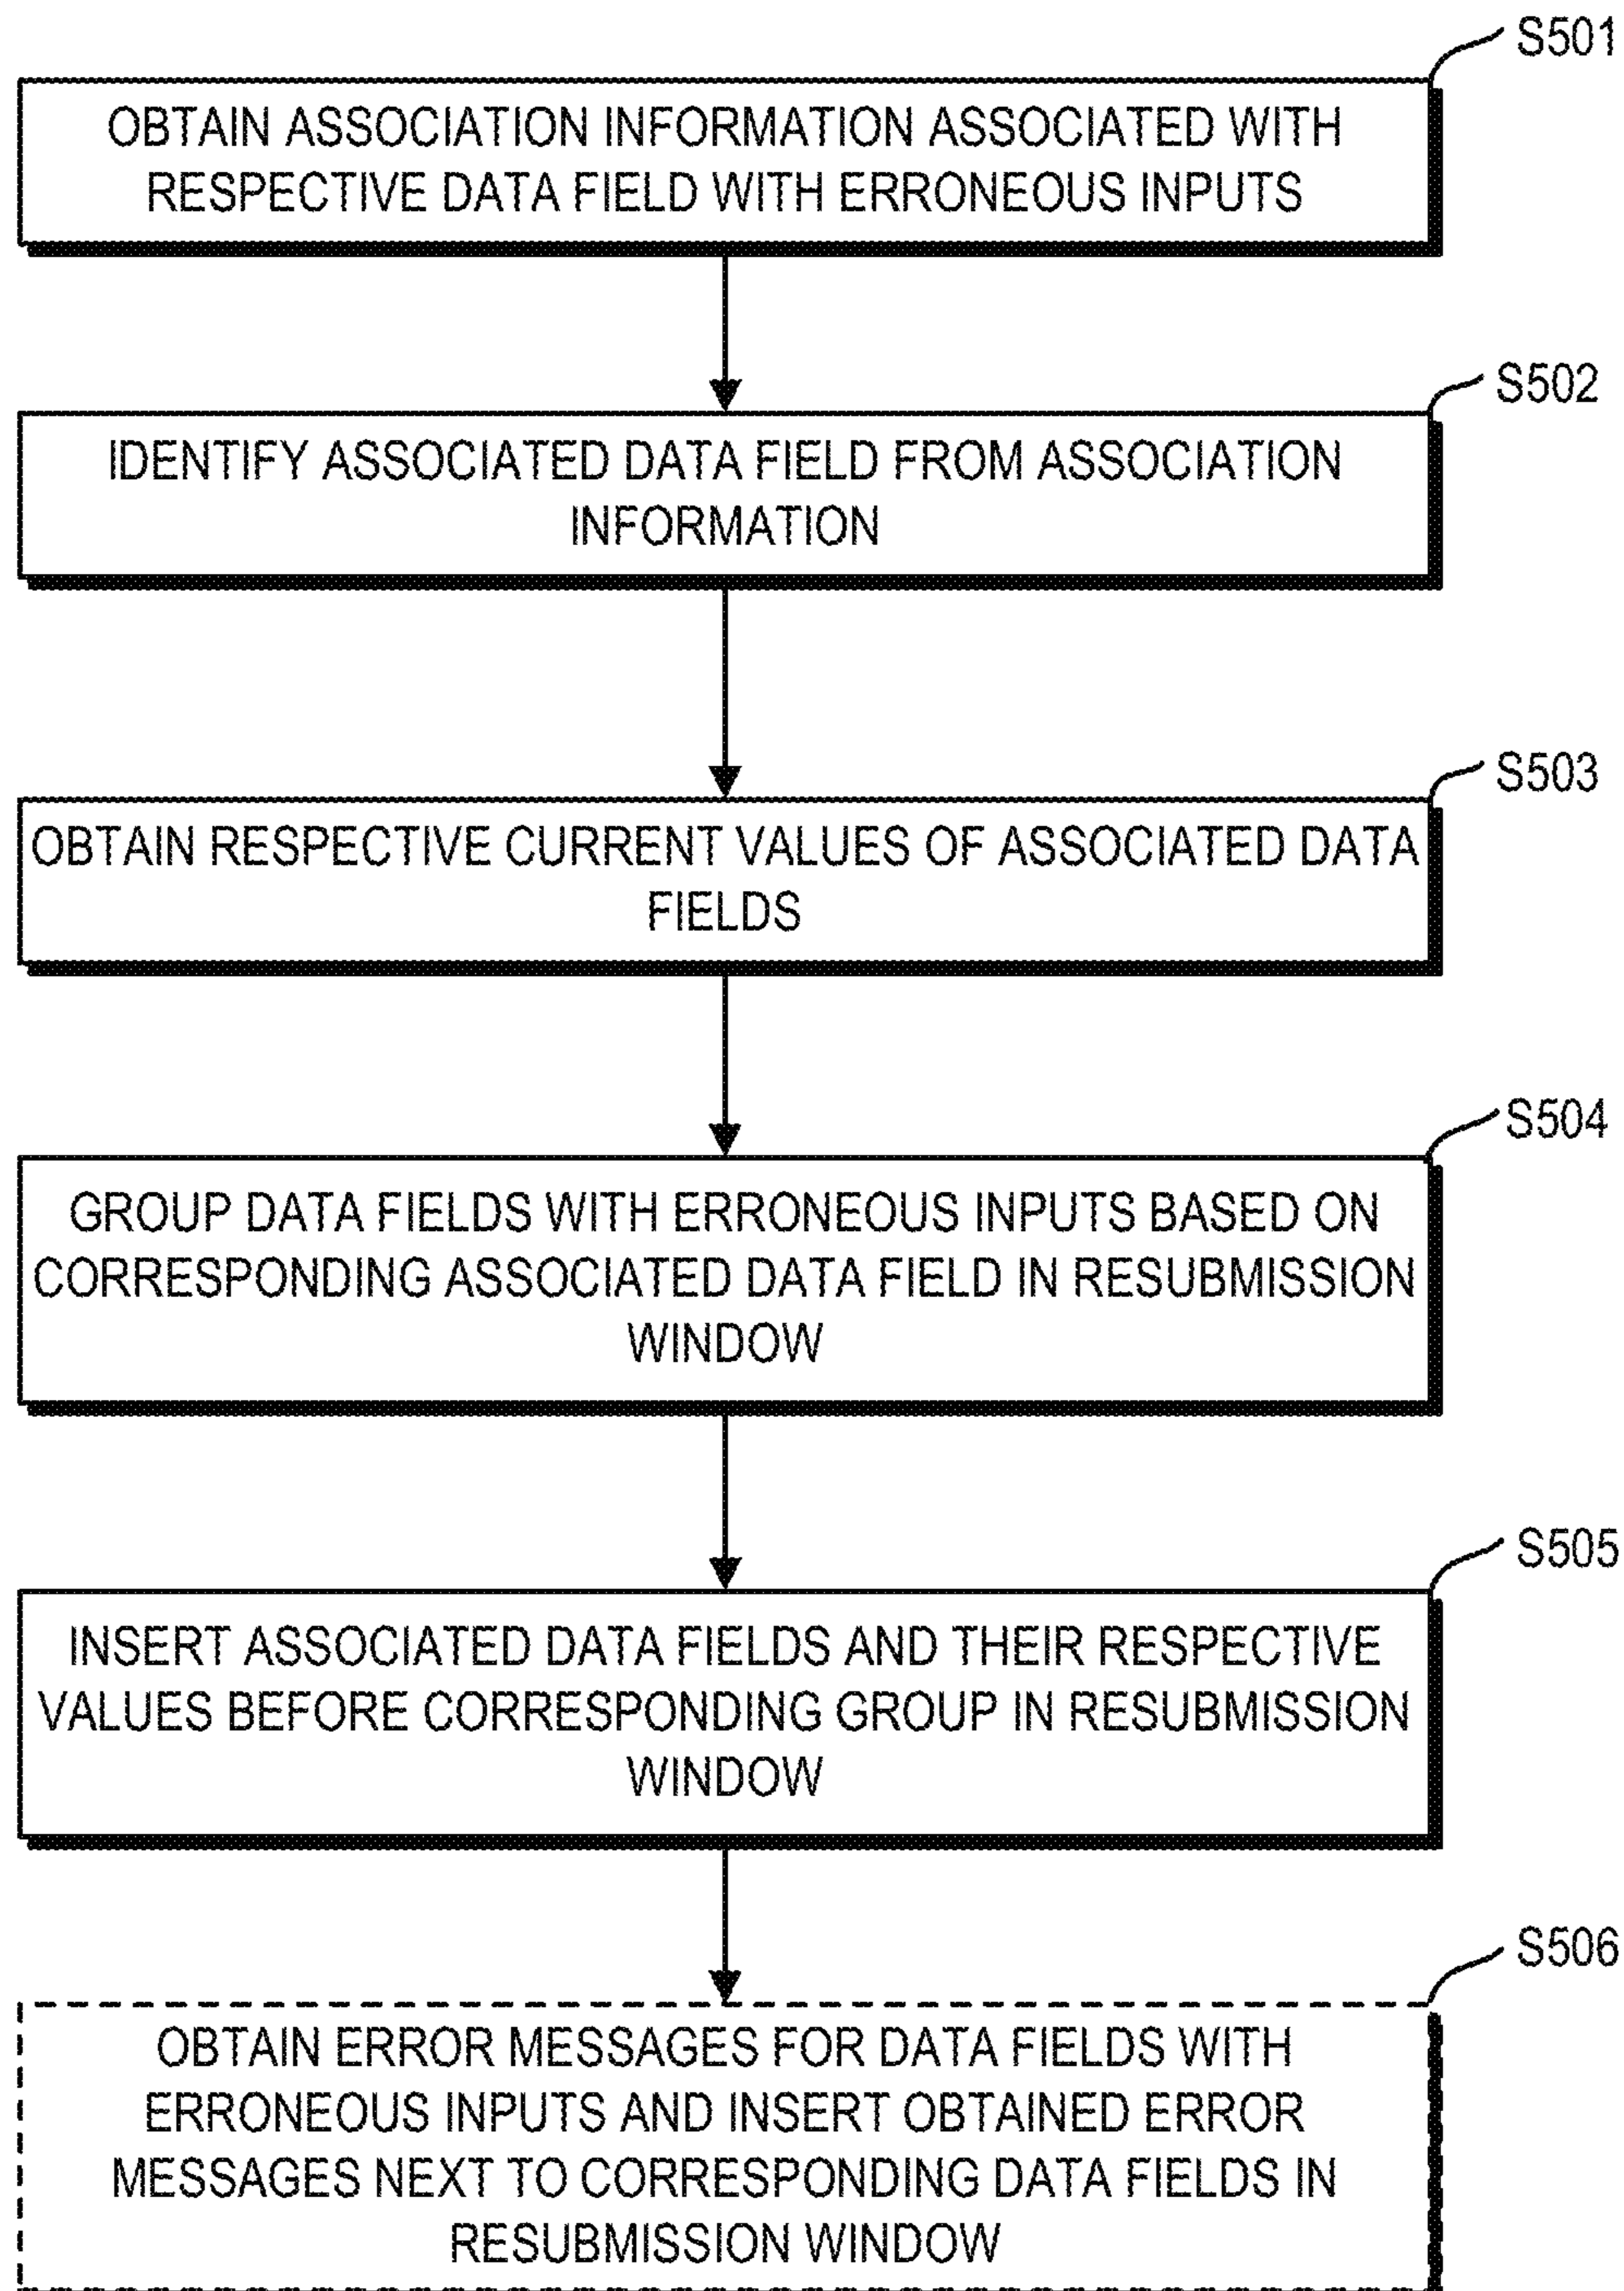 S501
OBTAIN ASSOCIATION INFORMATION ASSOCIATED WITH
RESPECTIVE DATA FIELD WITH ERRONEOUS INPUTS
S502
IDENTIFY ASSOCIATED DATA FIELD FROM ASSOCIATION
INFORMATION
S503
OBTAIN RESPECTIVE CURRENT VALUES OF ASSOCIATED DATA
FIELDS
S504
GROUP DATA FIELDS WITH ERRONEOUS INPUTS BASED ON
CORRESPONDING ASSOCIATED DATA FIELD IN RESUBMISSION
WINDOW
S505
INSERT ASSOCIATED DATA FIELDS AND THEIR RESPECTIVE
VALUES BEFORE CORRESPONDING GROUP IN RESUBMISSION
WINDOW
S506
OBTAIN ERROR MESSAGES FOR DATA FIELDS WITH
ERRONEOUS INPUTS AND INSERT OBTAINED ERROR
MESSAGES NEXT TO CORRESPONDING DATA FIELDS IN
RESUBMISSION WINDOW